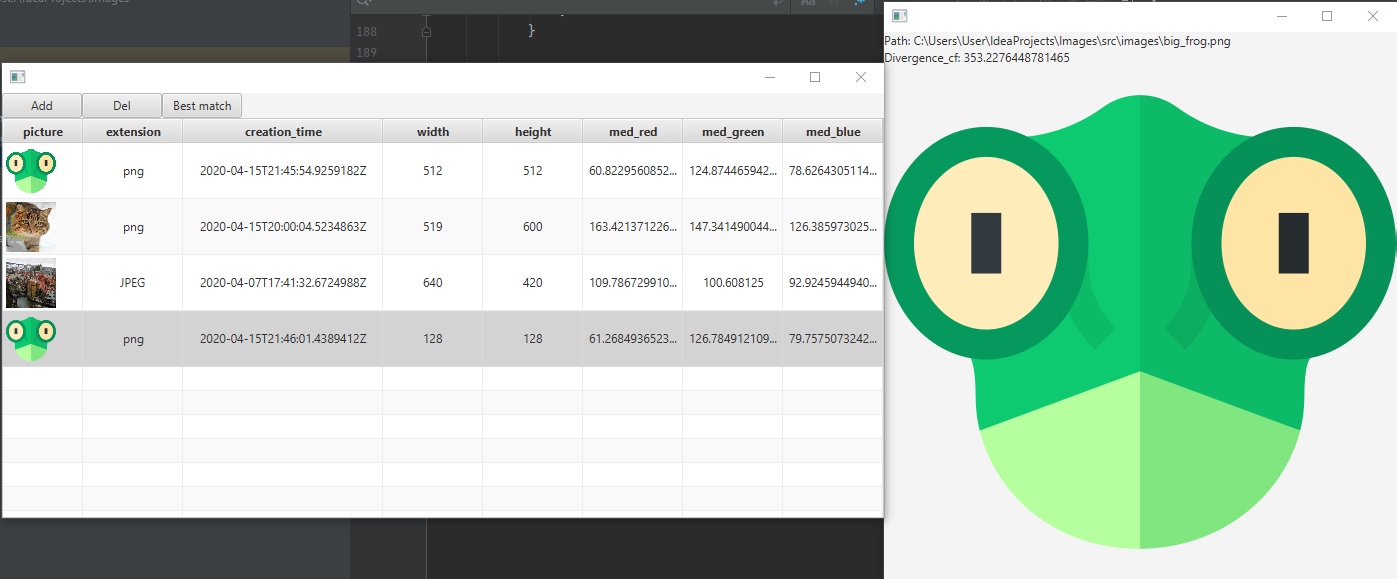 188
}
189
Add Del Best match
picture extension creation_time width height med_red med_green med_blue
png 2020-04-15T21:45:54.9259182Z 512 512 60.8229560852... 124.874465942... 78.6264305114...
png 2020-04-15T20:00:04.5234863Z 519 600 163.421371226... 147.341490044... 126.385973025...
JPEG 2020-04-07T17:41:32.6724988Z 640 420 109.786729910... 100.608125 92.9245944940...
png 2020-04-15T21:46:01.4389412Z 128 128 61.2684936523... 126.784912109... 79.7575073242...
Path: C:\Users\User\IdeaProjects\Images\src\images\big_frog.png
Divergence_cf: 353.2276448781465